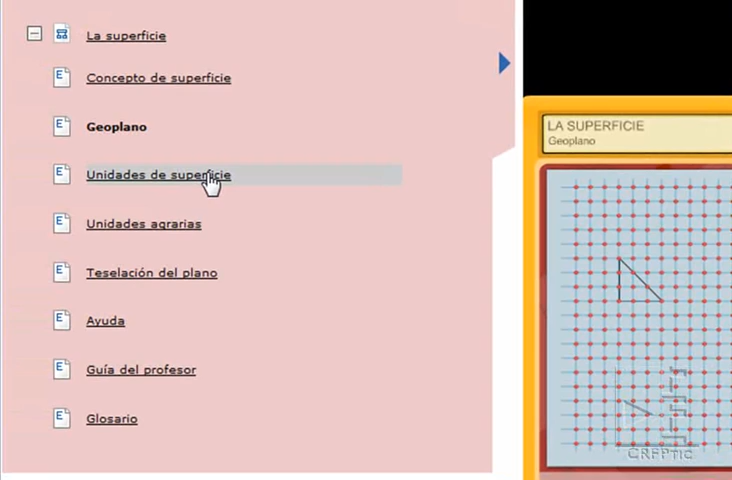 La superficie
Concepto de superficie
Geoplano
Unidades de superficie
Unidades agrarias
Teselación del plano
Ayuda
Guía del profesor
Glosario
LA SUPERFICIE
Geoplano
CRFPTIC